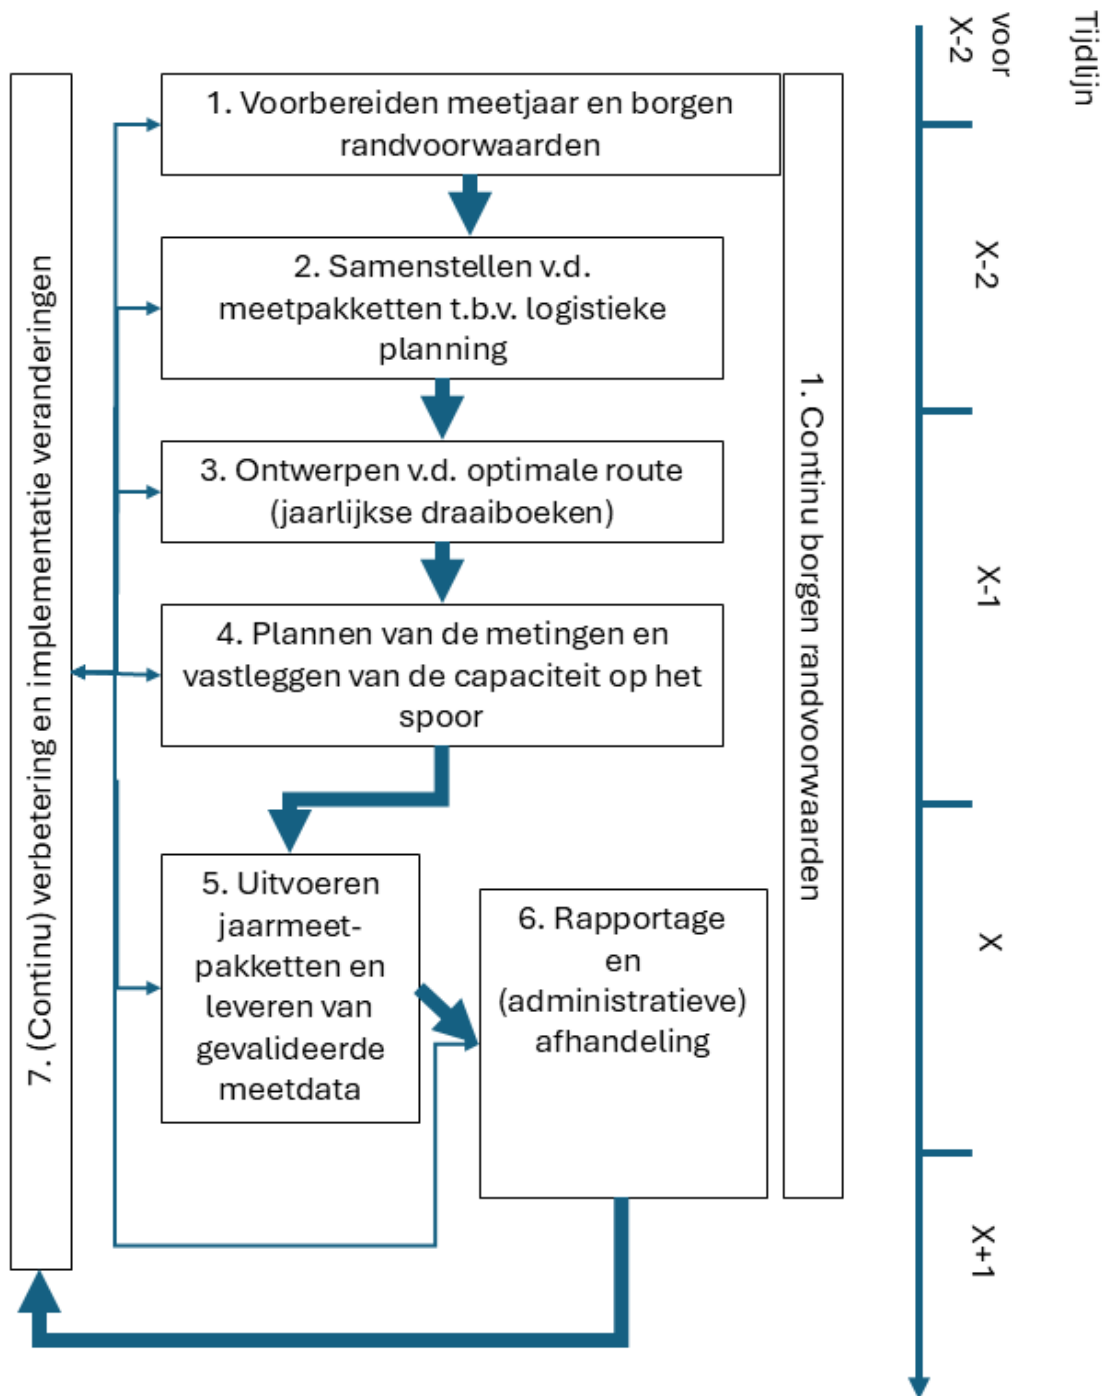 Tijdlijn
voor
X-2
1. Voorbereiden meetjaar en borgen
randvoorwaarden
2. Samenstellen v.d.
meetpakketten t.b.v. logistieke
planning
3. Ontwerpen v.d. optimale route
(jaarlijkse draaiboeken)
4. Plannen van de metingen en
vastleggen van de capaciteit op het
spoor
5. Uitvoeren
jaarmeet-
pakketten en
leveren van
gevalideerde
meetdata
6. Rapportage
en
(administratieve)
afhandeling
7. (Continu) verbetering en implementatie veranderingen
1. Continu borgen randvoorwaarden
X-2
X-1
X
X+1